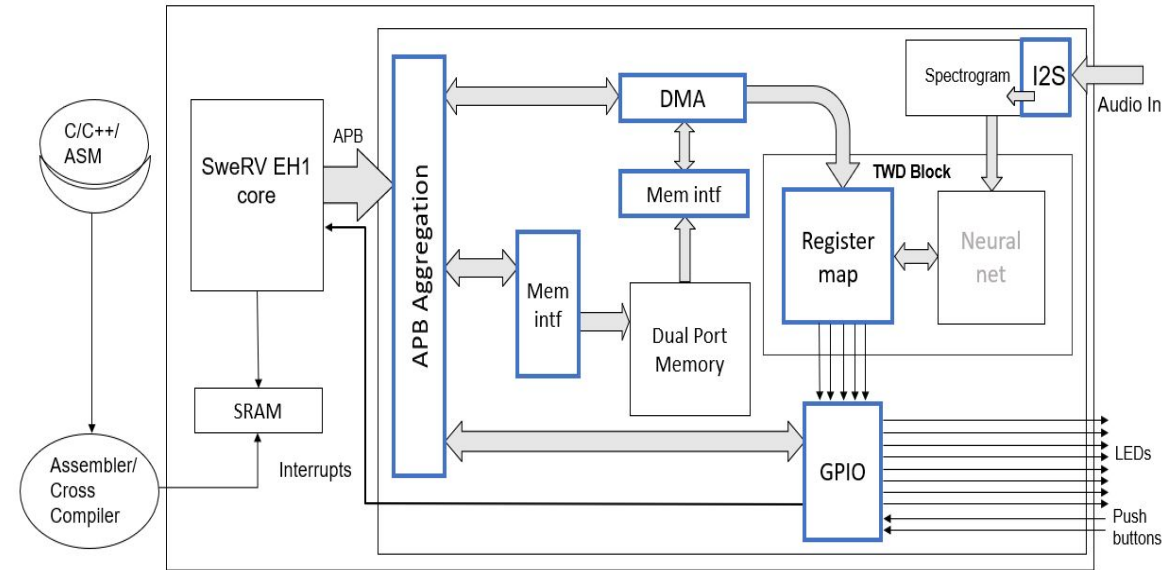 C/C++/
ASM
SweRV EH1
core
APB
APB Aggregation
DMA
Mem intf
Mem
intf
Dual Port
Memory
Spectrogram
I2S
Audio In
TWD Block
Register
map
Neural
net
SRAM
Interrupts
Assembler/
Cross
Compiler
GPIO
LEDs
Push
buttons